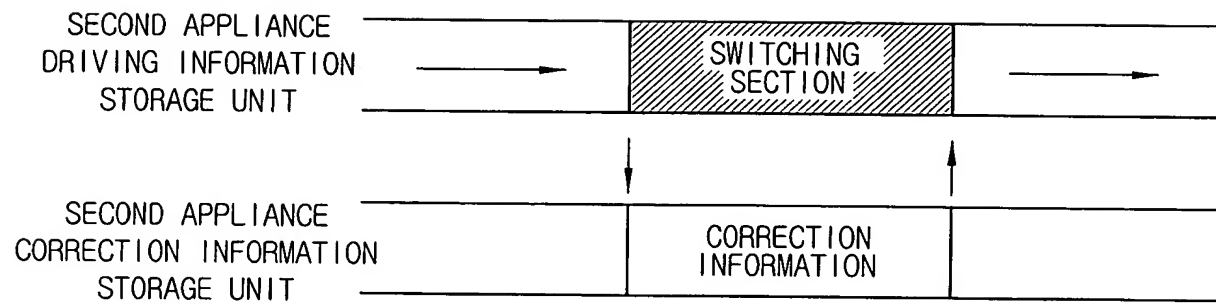 SECOND APPLIANCE
DRIVING INFORMATION
STORAGE UNIT
SWITCHING
SECTION
SECOND APPLIANCE
CORRECTION INFORMATION
STORAGE UNIT
CORRECTION
INFORMATION